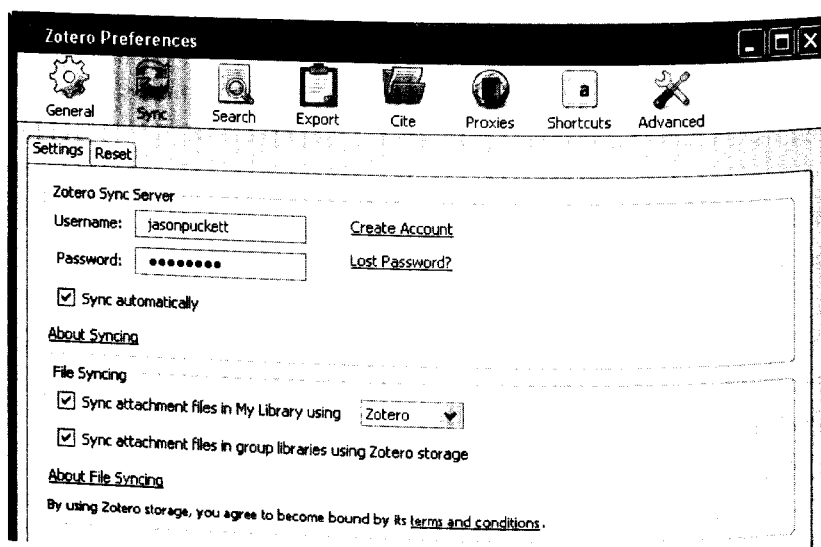 Zotero Preferences
General Sync Search Export Cite Proxies Shortcuts Advanced
Settings Reset
Zotero Sync Server
Username: jasonpuckett Create Account
Password: •••••••• Lost Password?
Sync automatically
About Syncing
File Syncing
Sync attachment files in My Library using Zotero
Sync attachment files in group libraries using Zotero storage
About File Syncing
By using Zotero storage, you agree to become bound by its terms and conditions.